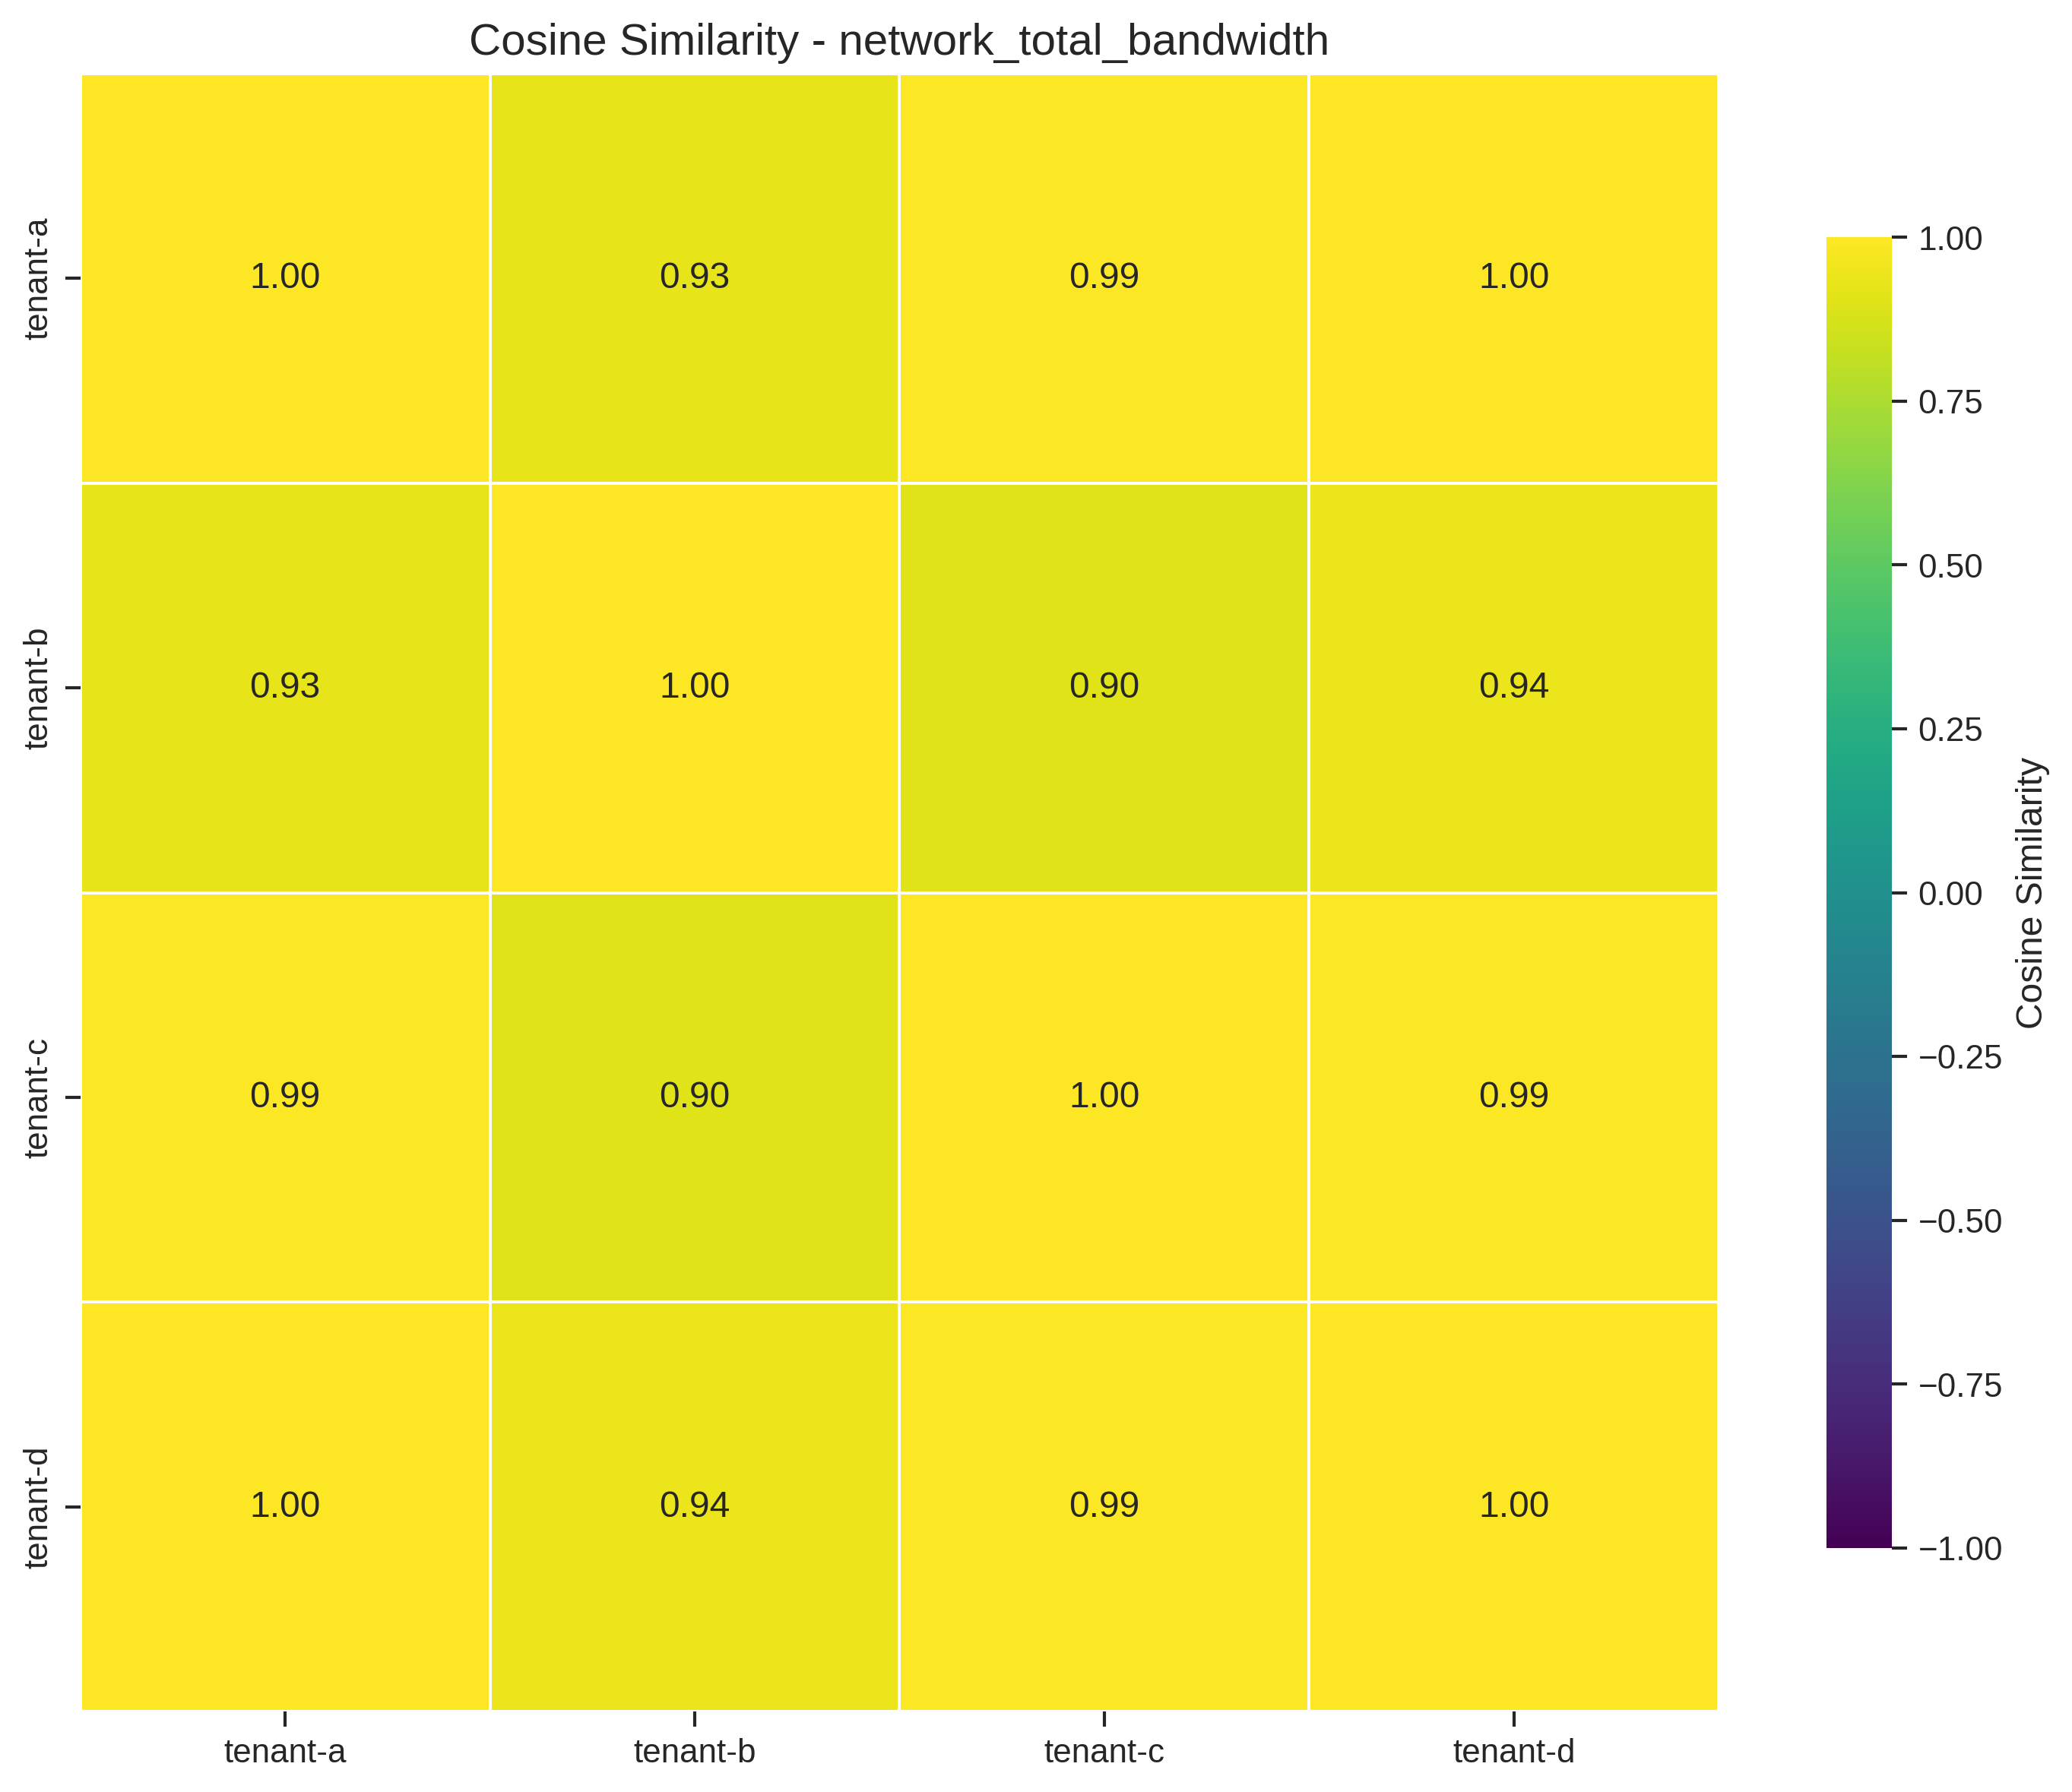 Cosine Similarity - network_total_bandwidth
tenant-a
1.00 0.93 0.99 1.00
tenant-b
0.93 1.00 0.90 0.94
tenant-c
0.99 0.90 1.00 0.99
tenant-d
1.00 0.94 0.99 1.00
tenant-a tenant-b tenant-c tenant-d
1.00
0.75
0.50
0.25
0.00
−0.25
−0.50
−0.75
−1.00
Cosine Similarity